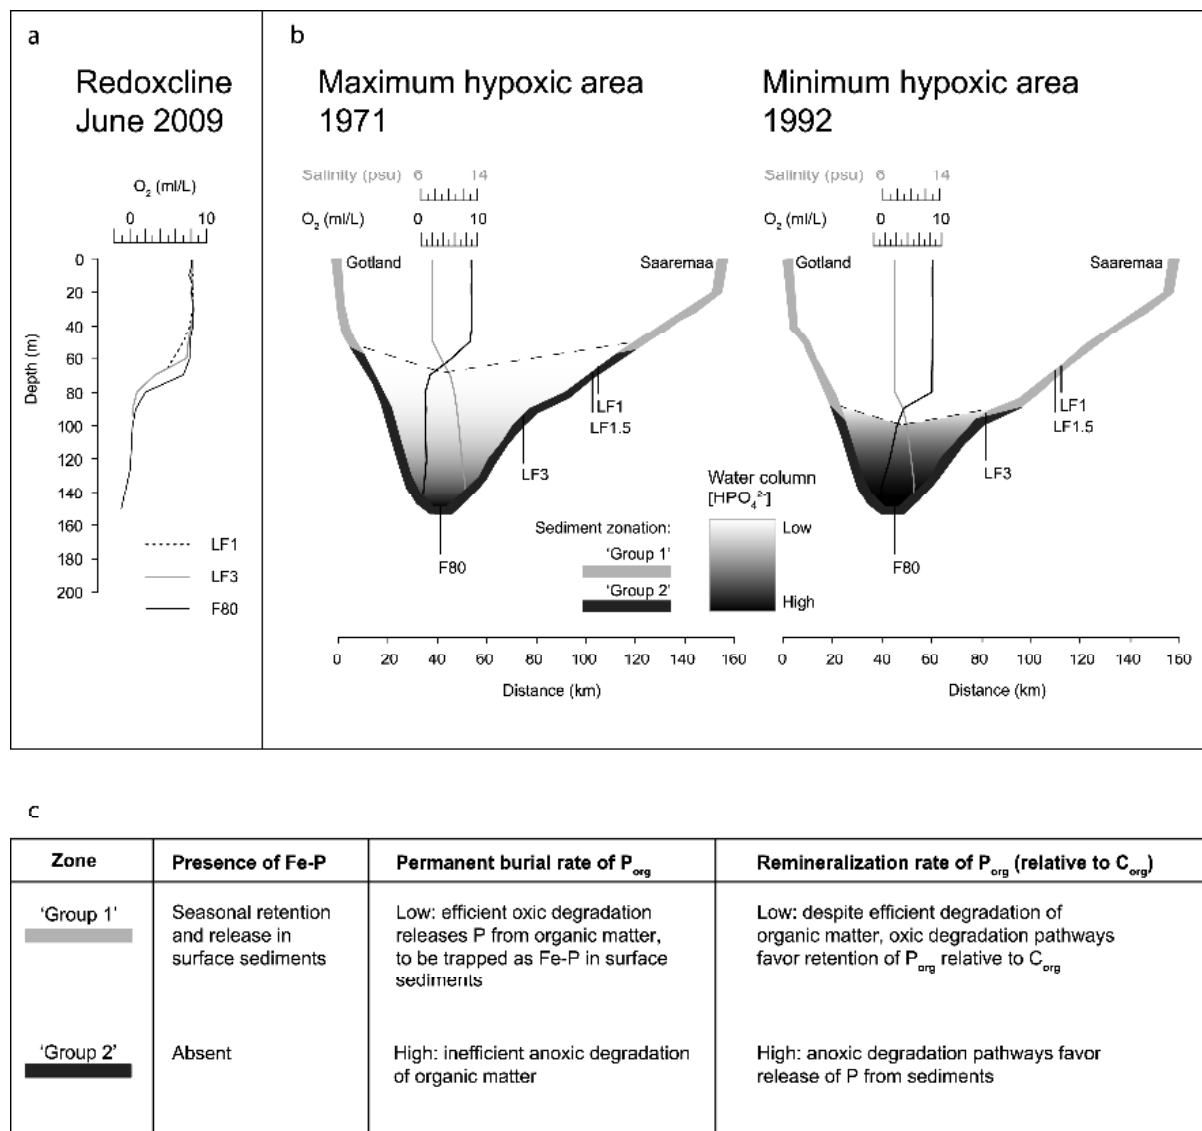 a
Redoxcline
June 2009
O₂ (ml/L)
0 10
0
20
40
60
80
100
120
140
160
180
200
Depth (m)
LF1
LF3
F80
b
Maximum hypoxic area
1971
Salinity (psu) 6 14
O₂ (ml/L) 0 10
Gotland
Saaremaa
LF1
LF1.5
LF3
F80
Sediment zonation:
'Group 1'
'Group 2'
Water column
[HPO₄²⁻]
Low
High
0 20 40 60 80 100 120 140 160
Distance (km)
Minimum hypoxic area
1992
Salinity (psu) 6 14
O₂ (ml/L) 0 10
Gotland
Saaremaa
LF1
LF1.5
LF3
F80
0 20 40 60 80 100 120 140 160
Distance (km)
c
Zone
Presence of Fe-P
Permanent burial rate of Porg
Remineralization rate of Porg (relative to Corg)
'Group 1'
Seasonal retention
and release in
surface sediments
Low: efficient oxic degradation
releases P from organic matter,
to be trapped as Fe-P in surface
sediments
Low: despite efficient degradation of
organic matter, oxic degradation pathways
favor retention of Porg relative to Corg
'Group 2'
Absent
High: inefficient anoxic degradation
of organic matter
High: anoxic degradation pathways favor
release of P from sediments